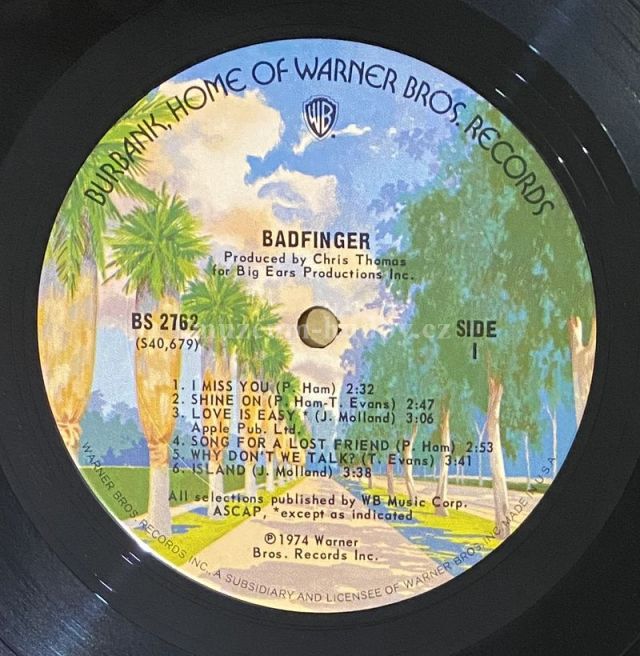 BURBANK, HOME OF WARNER BROS. RECORDS
WB
BADFINGER
Produced by Chris Thomas
for Big Ears Productions Inc.
BS 2762
(S40,679)
SIDE
1
1. I MISS YOU (P. Ham) 2:32
2. SHINE ON (P. Ham-T. Evans) 2:47
3. LOVE IS EASY * (J. Molland) 3:06
Apple Pub. Ltd.
4. SONG FOR A LOST FRIEND (P. Ham) 2:53
5. WHY DON'T WE TALK? (T. Evans) 3:41
6. ISLAND (J. Molland) 3:38
All selections published by WB Music Corp.
ASCAP, *except as indicated
℗1974 Warner
Bros. Records Inc.
WARNER BROS. RECORDS INC., A SUBSIDIARY AND LICENSEE OF WARNER BROS. INC. MADE IN U.S.A.